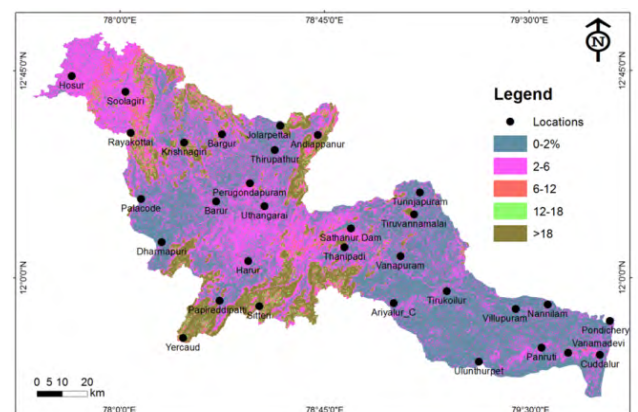 78°0'0"E 78°45'0"E 79°30'0"E
12°45'0"N
12°45'0"N
N
Hosur
Soolagiri
Legend
Locations
0-2%
2-6
6-12
12-18
>18
Rayakottai
Krishnagiri
Bargur
Jolarpettai
Andiappanur
Thirupathur
Perugondapuram
Palacode
Barur
Uthangarai
Turinjapuram
Tiruvannamalai
Sathanur Dam
Dharmapuri
Thanipadi
Harur
Vanapuram
12°0'0"N
12°0'0"N
Papireddipatti
Sitteri
Ariyalur_C
Tirukoilur
Villupuram
Nannilam
Pondicherry
Yercaud
Vanamadevi
Panruti
Cuddalur
Ulunthurpet
0 5 10 20
km
78°0'0"E 78°45'0"E 79°30'0"E